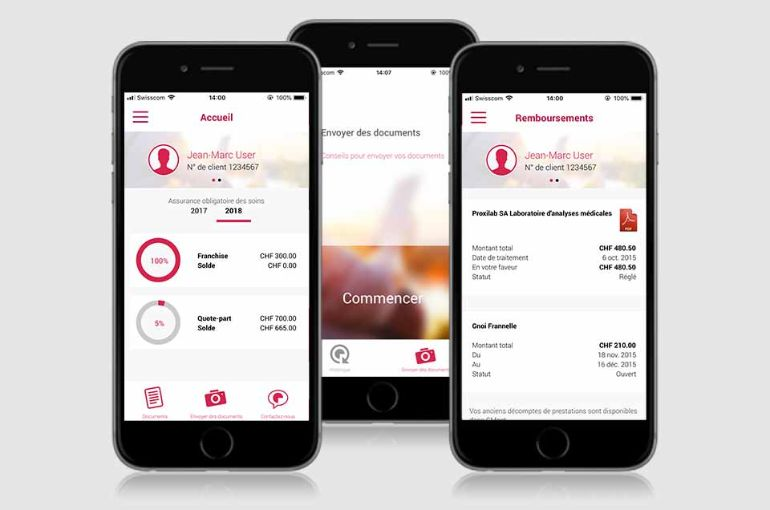 Swisscom 14:00 100%
Accueil
Jean-Marc User
N° de client 1234567
Assurance obligatoire des soins
2017 2018
100%
Franchise CHF 300.00
Solde CHF 0.00
5%
Quote-part CHF 700.00
Solde CHF 665.00
Documents Envoyer des documents Contactez-nous
com 14:07 100
Envoyer des documents
Conseils pour envoyer vos documents
Commencer
Envoyer des documents
Swisscom 14:00 100%
Remboursements
Jean-Marc User
N° de client 1234567
Proxilab SA Laboratoire d'analyses médicales
PDF
Montant total CHF 480.50
Date de traitement 6 oct. 2015
En votre faveur CHF 480.50
Statut Réglé
Gnoi Frannelle
Montant total CHF 210.00
Du 18 nov. 2015
Au 16 déc. 2015
Statut Ouvert
Vos anciens décomptes de prestations sont disponibles